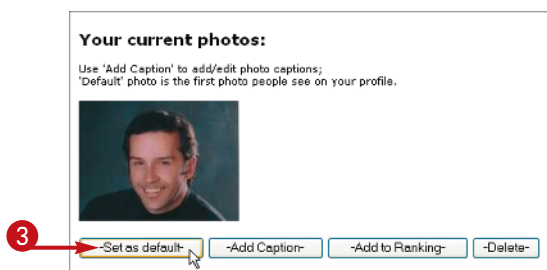 Your current photos:
Use 'Add Caption' to add/edit photo captions;
'Default' photo is the first photo people see on your profile.
3
-Set as default-
-Add Caption-
-Add to Ranking-
-Delete-